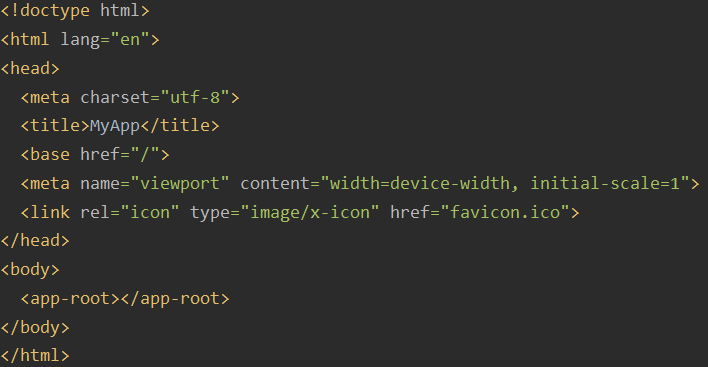 <!doctype html>
<html lang="en">
<head>
  <meta charset="utf-8">
  <title>MyApp</title>
  <base href="/">
  <meta name="viewport" content="width=device-width, initial-scale=1">
  <link rel="icon" type="image/x-icon" href="favicon.ico">
</head>
<body>
  <app-root></app-root>
</body>
</html>